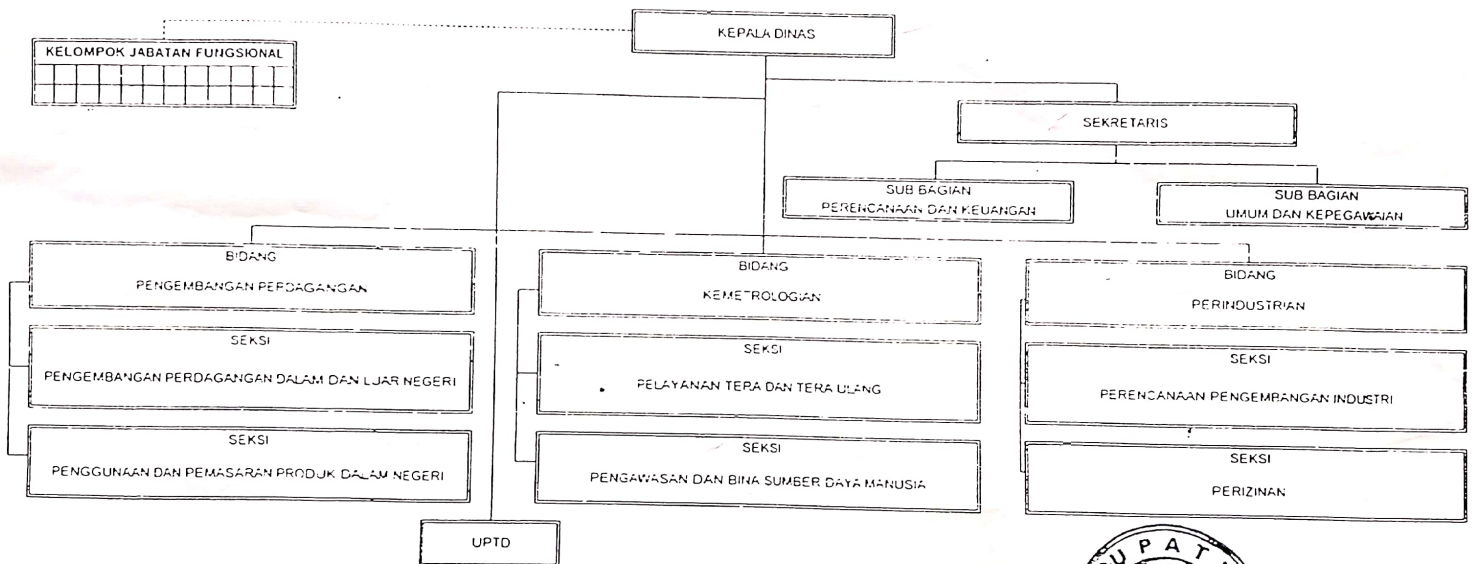 KEPALA DINAS
KELOMPOK JABATAN FUNGSIONAL
SEKRETARIS
SUB BAGIAN
PERENCANAAN DAN KEUANGAN
SUB BAGIAN
UMUM DAN KEPEGAWAIAN
BIDANG
PENGEMBANGAN PERDAGANGAN
SEKSI
PENGEMBANGAN PERDAGANGAN DALAM DAN LUAR NEGERI
SEKSI
PENGGUNAAN DAN PEMASARAN PRODUK DALAM NEGERI
BIDANG
KEMETROLOGIAN
SEKSI
PELAYANAN TERA DAN TERA ULANG
SEKSI
PENGAWASAN DAN BINA SUMBER DAYA MANUSIA
BIDANG
PERINDUSTRIAN
SEKSI
PERENCANAAN PENGEMBANGAN INDUSTRI
SEKSI
PERIZINAN
UPTD